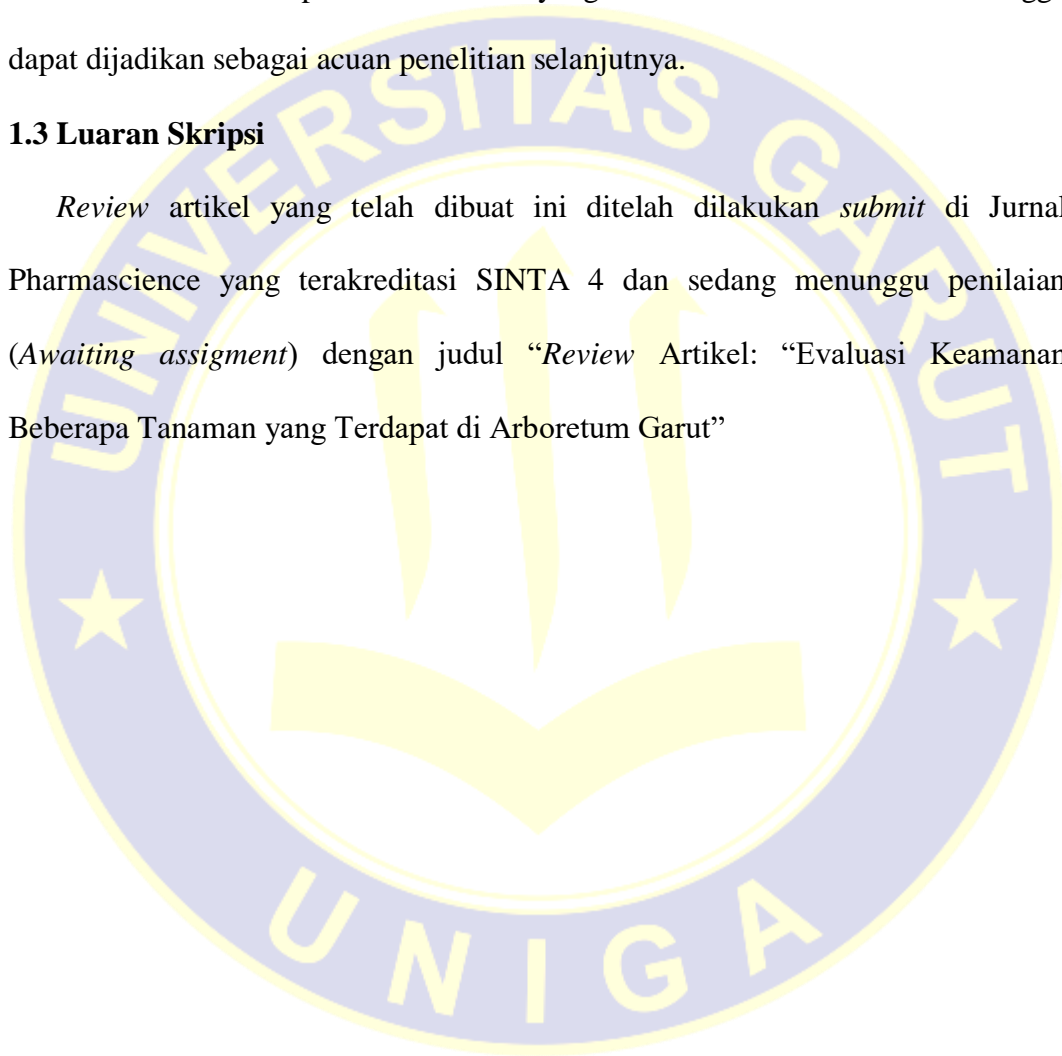 dapat dijadikan sebagai acuan penelitian selanjutnya.
1.3 Luaran Skripsi
Review artikel yang telah dibuat ini ditelah dilakukan submit di Jurnal
Pharmascience yang terakreditasi SINTA 4 dan sedang menunggu penilaian
(Awaiting assigment) dengan judul “Review Artikel: “Evaluasi Keamanan
Beberapa Tanaman yang Terdapat di Arboretum Garut”
UNIVERSITAS GARUT
UNIGA